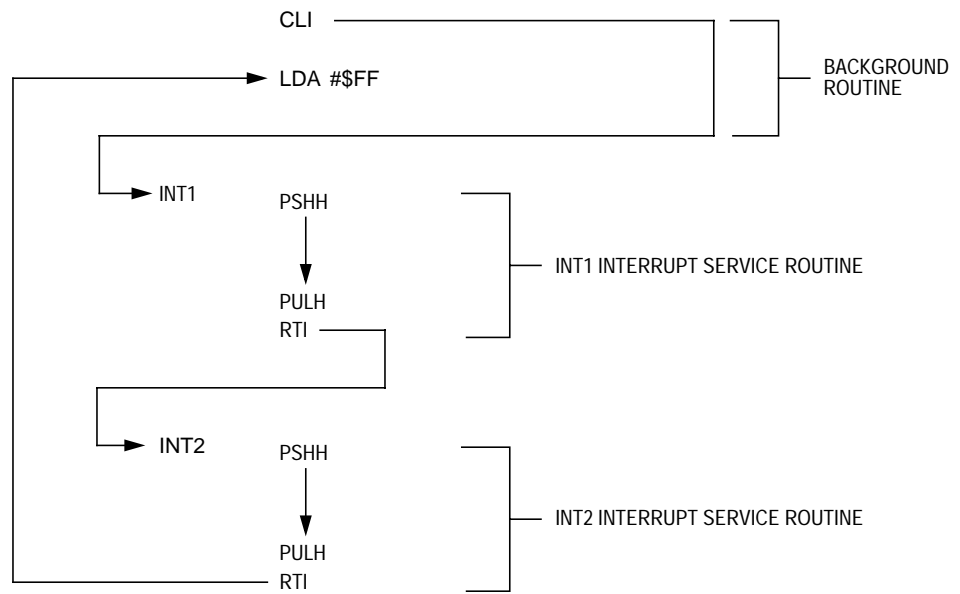 CLI
LDA #$FF
BACKGROUND
ROUTINE
INT1
PSHH
INT1 INTERRUPT SERVICE ROUTINE
PULH
RTI
INT2
PSHH
INT2 INTERRUPT SERVICE ROUTINE
PULH
RTI